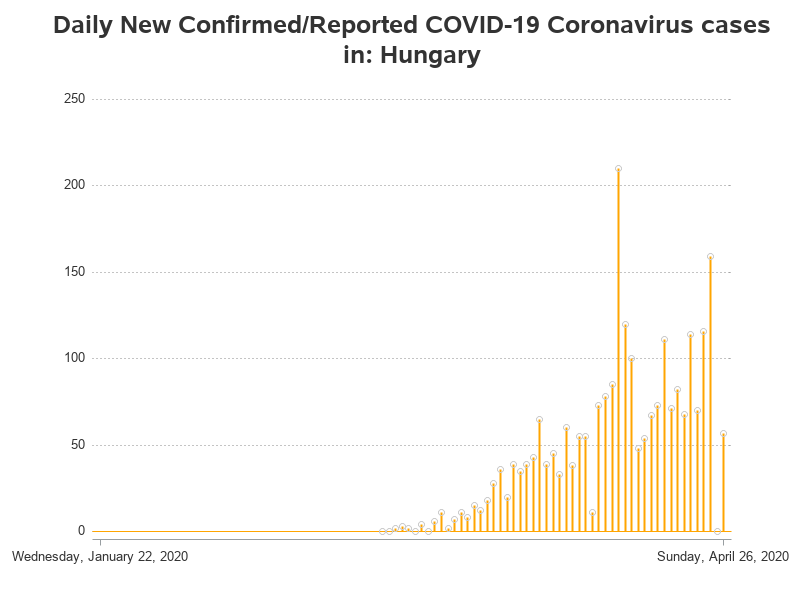 Daily New Confirmed/Reported COVID-19 Coronavirus cases
in: Hungary
250
200
150
100
50
0
Wednesday, January 22, 2020
Sunday, April 26, 2020